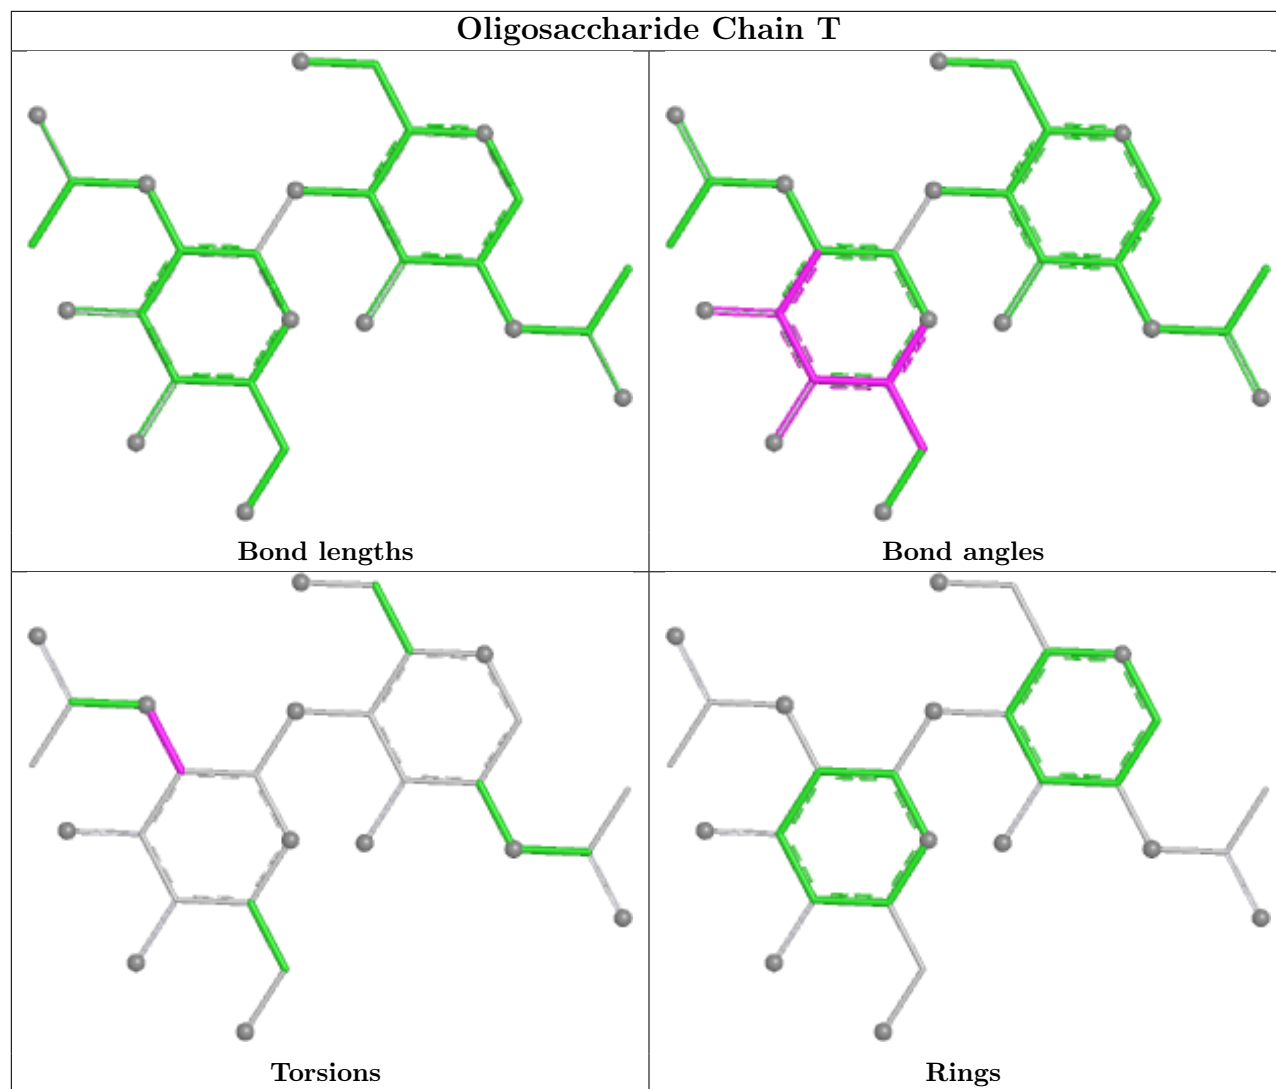 Oligosaccharide Chain T
Bond lengths
Bond angles
Torsions
Rings